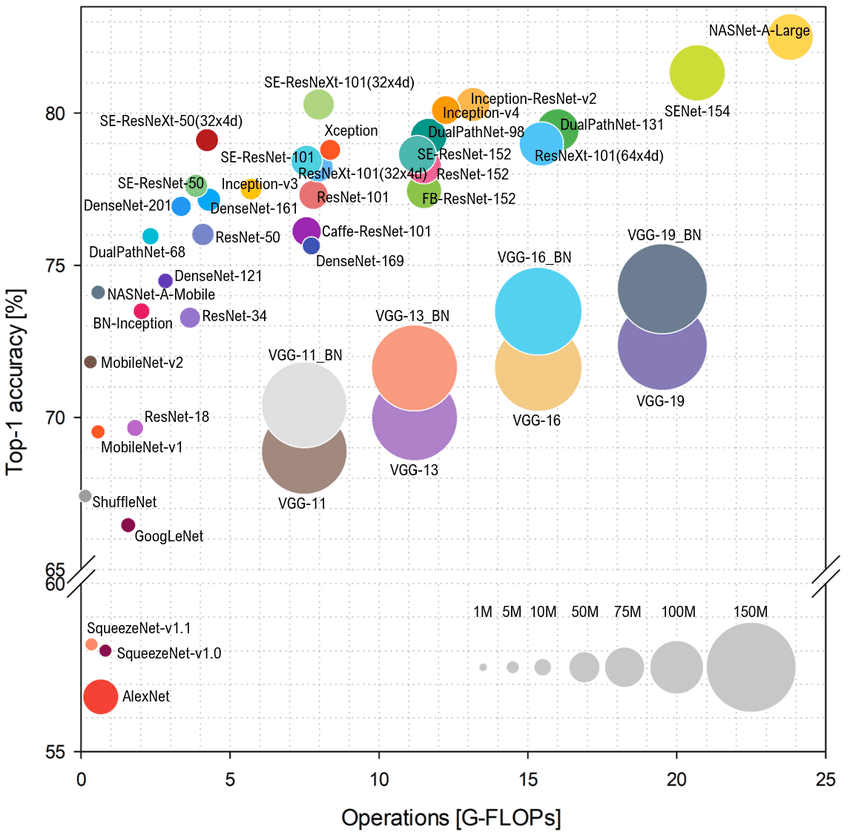 NASNet-A-Large
SE-ResNeXt-101(32x4d)
Inception-ResNet-v2
SENet-154
80
Inception-v4
SE-ResNeXt-50(32x4d)
Xception
DualPathNet-98
DualPathNet-131
SE-ResNet-101
SE-ResNet-152
ResNeXt-101(64x4d)
ResNeXt-101(32x4d)
ResNet-152
SE-ResNet-50
Inception-v3
ResNet-101
FB-ResNet-152
DenseNet-201
DenseNet-161
Caffe-ResNet-101
ResNet-50
VGG-19_BN
DualPathNet-68
DenseNet-169
VGG-16_BN
75
DenseNet-121
NASNet-A-Mobile
BN-Inception
ResNet-34
VGG-13_BN
VGG-11_BN
MobileNet-v2
VGG-19
70
ResNet-18
VGG-16
MobileNet-v1
VGG-13
ShuffleNet
VGG-11
GoogLeNet
65
60
1M 5M 10M 50M 75M 100M 150M
SqueezeNet-v1.1
SqueezeNet-v1.0
AlexNet
55
0 5 10 15 20 25
Operations [G-FLOPs]
Top-1 accuracy [%]